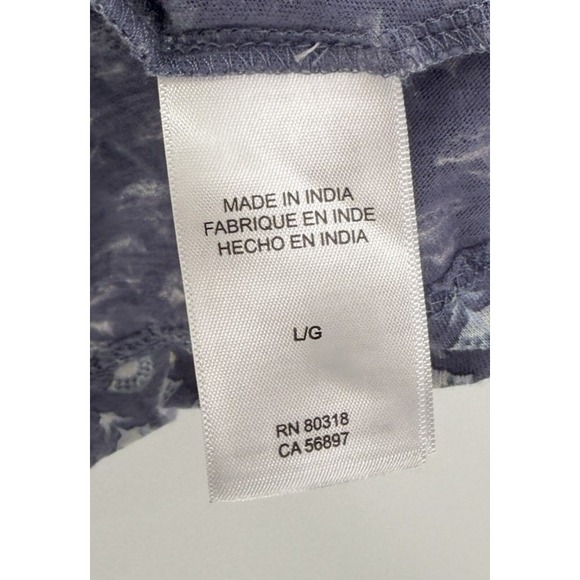 MADE IN INDIA
FABRIQUE EN INDE
HECHO EN INDIA
L/G
RN 80318
CA 56897